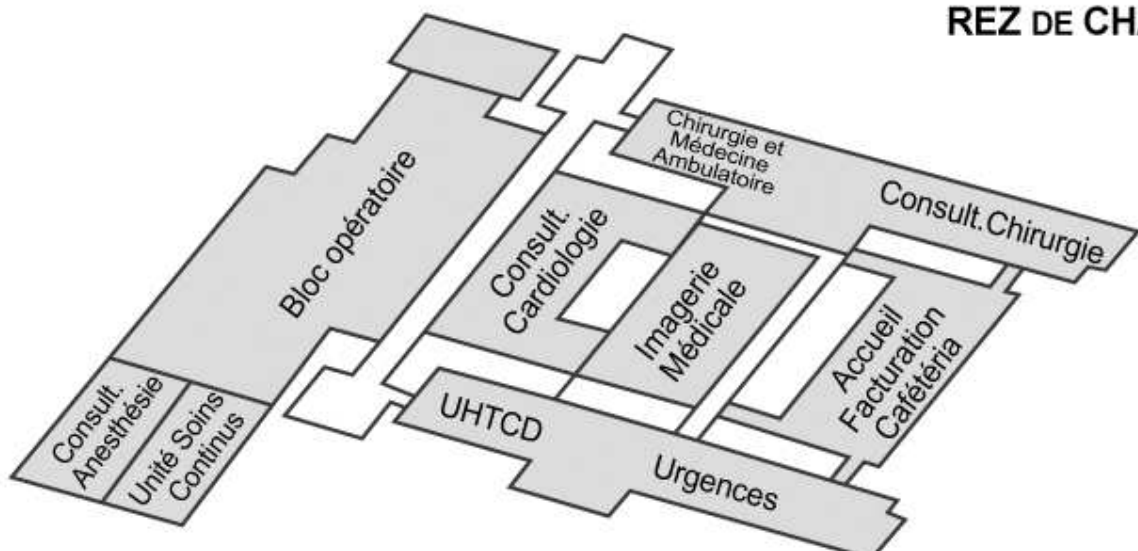 REZ DE CH
Chirurgie et
Médecine
Ambulatoire
Consult.Chirurgie
Bloc opératoire
Consult.
Cardiologie
Imagerie
Médicale
Accueil
Facturation
Cafétéria
Consult.
Anesthésie
Unité Soins
Continus
UHTCD
Urgences